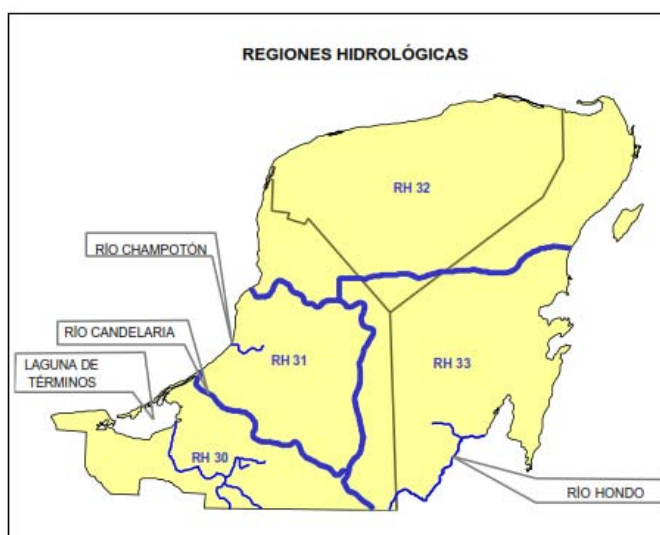 REGIONES HIDROLÓGICAS
RH 32
RÍO CHAMPOTÓN
RÍO CANDELARIA
RH 31
RH 33
LAGUNA DE
TÉRMINOS
RH 30
RÍO HONDO